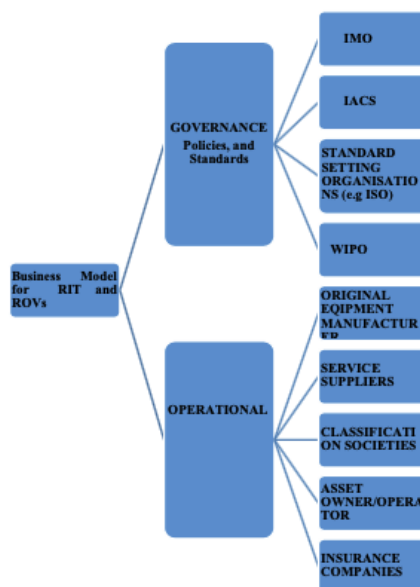 IMO
IACS
GOVERNANCE
Policies, and
Standards
STANDARD
SETTING
ORGANISATIO
NS (e.g ISO)
WIPO
Business Model
for RIT and
ROVs
ORIGINAL
EQIPMENT
MANUFACTUR
ER
OPERATIONAL
SERVICE
SUPPLIERS
CLASSIFICATI
ON SOCIETIES
ASSET
OWNER/OPERA
TOR
INSURANCE
COMPANIES